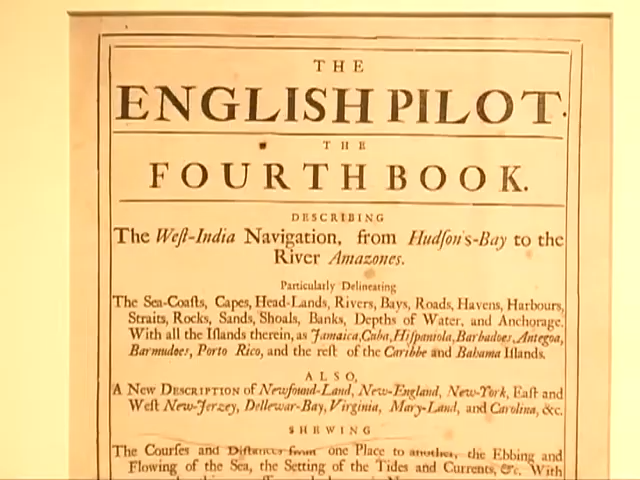 THE
ENGLISH PILOT.
THE
FOURTH BOOK.
DESCRIBING
The Weſt-India Navigation, from Hudſon's-Bay to the
River Amazones.
Particularly Delineating
The Sea-Coaſts, Capes, Head-Lands, Rivers, Bays, Roads, Havens, Harbours,
Straits, Rocks, Sands, Shoals, Banks, Depths of Water, and Anchorage.
With all the Iſlands therein, as Jamaica, Cuba, Hiſpaniola, Barbadoes, Antegoa,
Barmudoes, Porto Rico, and the reſt of the Caribbe and Bahama Iſlands.
ALSO,
A New DESCRIPTION of Newfound-Land, New-England, New-York, Eaſt and
Weſt New-Jerzey, Dellewar-Bay, Virginia, Mary-Land, and Carolina, &c.
SHEWING
The Courſes and Diſtances from one Place to another, the Ebbing and
Flowing of the Sea, the Setting of the Tides and Currents, &c. With